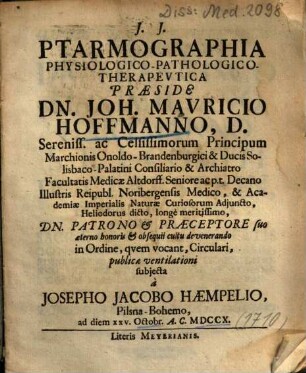 Diss: Med. 2098
J. J.
PTARMOGRAPHIA
PHYSIOLOGICO-PATHOLOGICO-
THERAPEVTICA
PRÆSIDE
DN. JOH. MAVRICIO
HOFFMANNO, D.
Sereniss. ac Celsissimorum Principum
Marchionis Onoldo-Brandenburgici & Ducis So-
lisbaco-Palatini Consiliario & Archiatro
Facultatis Medicæ Altdorff. Seniore ac p.t. Decano
Illustris Reipubl. Noribergensis Medico, & Aca-
demiæ Imperialis Naturæ Curiosorum Adjuncto,
Heliodorus dicto, longè meritissimo,
DN. PATRONO & PRÆCEPTORE suo
æterno honoris & obsequii cultu devenerando
in Ordine, qvem vocant, Circulari,
publicæ ventilationi
subjecta
à
JOSEPHO JACOBO HÆMPELIO,
Pilsna-Bohemo,
ad diem XXV. Octobr. A. C. MDCCX.
(1710)
Literis MEYERIANIS.